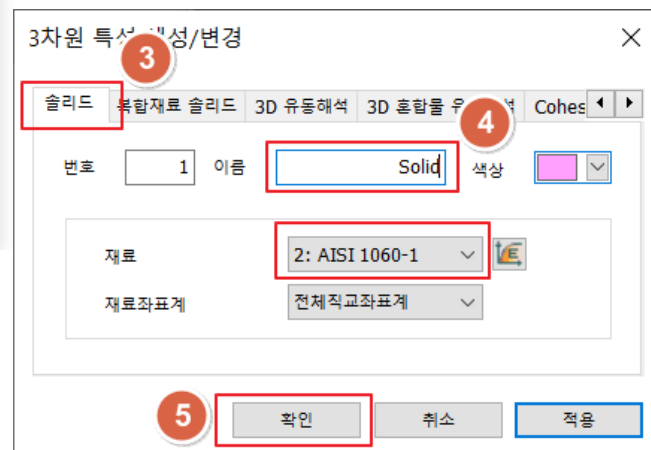 3차원 특성 생성/변경
3
솔리드 복합재료 솔리드 3D 유동해석 3D 혼합물 Cohes
4
번호 1 이름 Solid 색상
재료 2: AISI 1060-1 E
재료좌표계 전체직교좌표계
5
확인 취소 적용